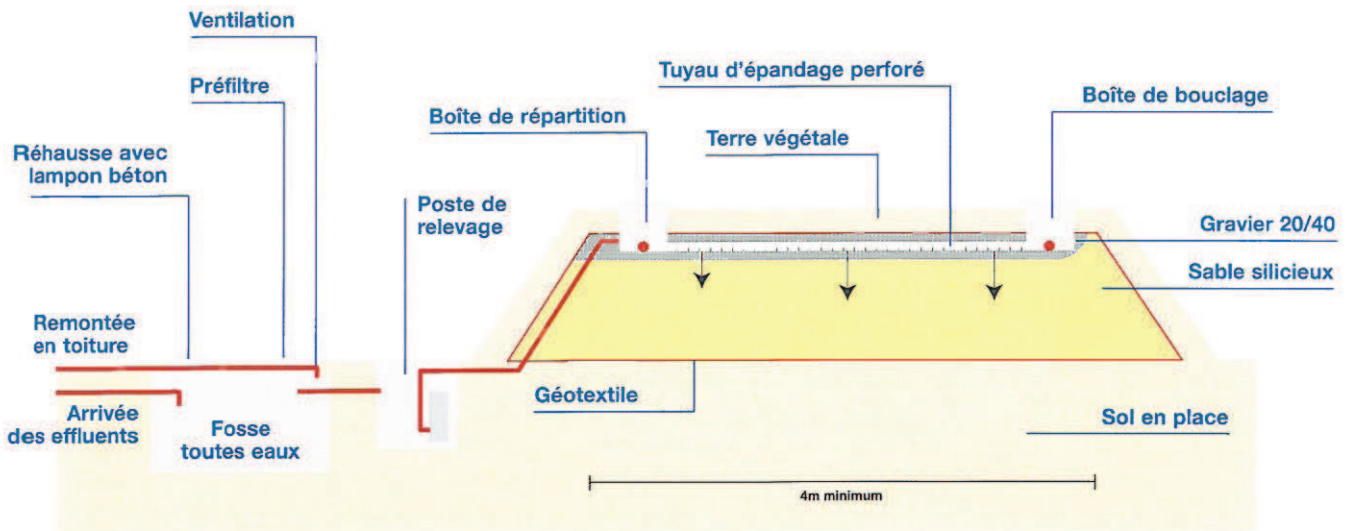 Ventilation
Préfiltre
Réhausse avec
lampon béton
Tuyau d'épandage perforé
Boîte de répartition
Boîte de bouclage
Terre végétale
Poste de
relevage
Gravier 20/40
Sable silicieux
Remontée
en toiture
Arrivée
des effluents
Fosse
toutes eaux
Géotextile
Sol en place
4m minimum